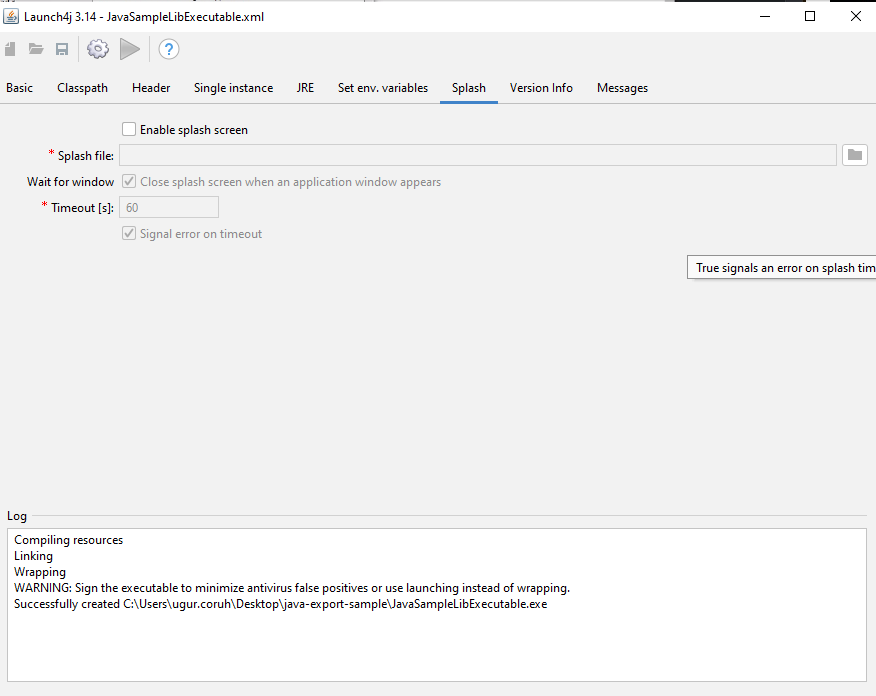 Launch4j 3.14 - JavaSampleLibExecutable.xml
?
Basic Classpath Header Single instance JRE Set env. variables Splash Version Info Messages
Enable splash screen
* Splash file:
Wait for window Close splash screen when an application window appears
* Timeout [s]: 60
Signal error on timeout
True signals an error on splash tim
Log
Compiling resources
Linking
Wrapping
WARNING: Sign the executable to minimize antivirus false positives or use launching instead of wrapping.
Successfully created C:\Users\ugur.coruh\Desktop\java-export-sample\JavaSampleLibExecutable.exe